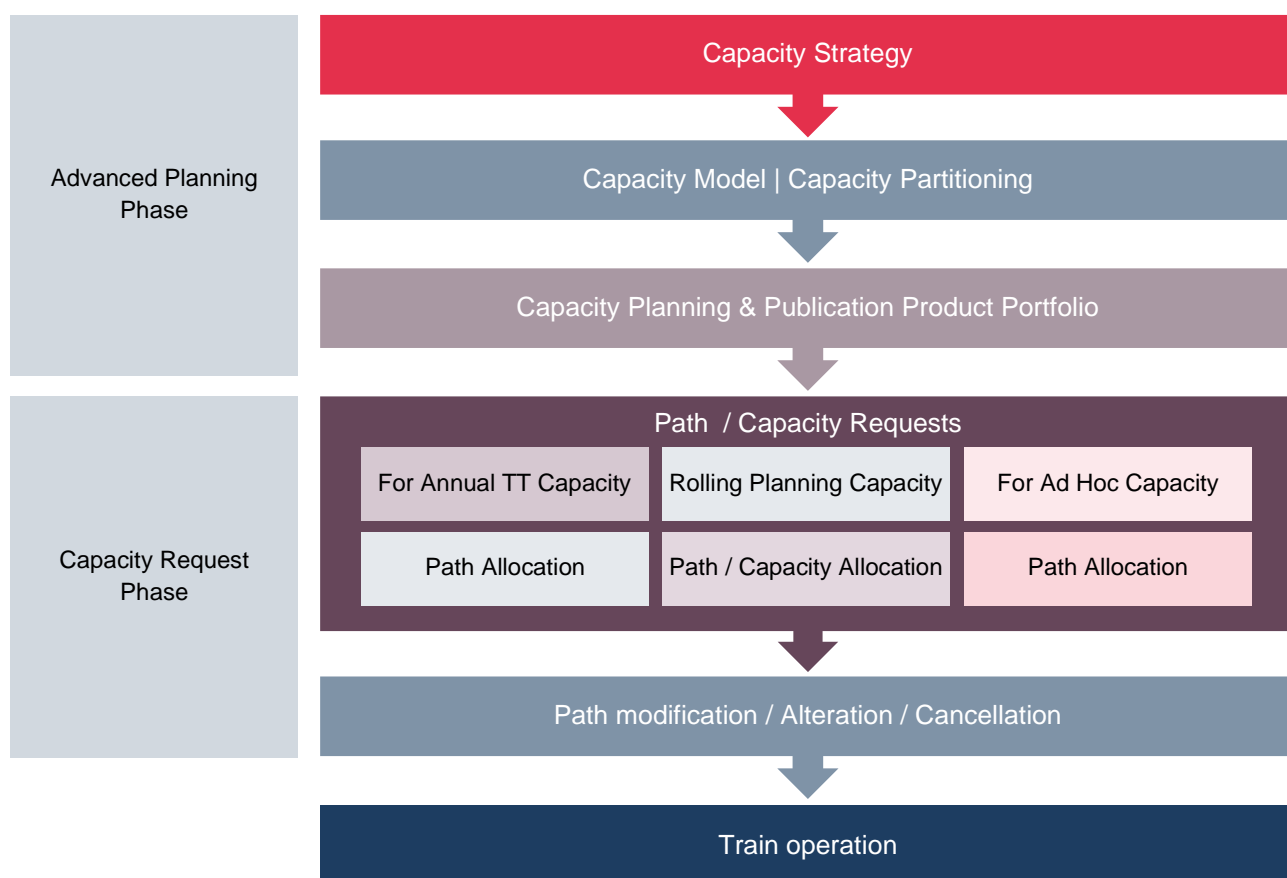 Capacity Strategy
Advanced Planning
Phase
Capacity Model | Capacity Partitioning
Capacity Planning & Publication Product Portfolio
Path / Capacity Requests
For Annual TT Capacity
Rolling Planning Capacity
For Ad Hoc Capacity
Capacity Request
Phase
Path Allocation
Path / Capacity Allocation
Path Allocation
Path modification / Alteration / Cancellation
Train operation